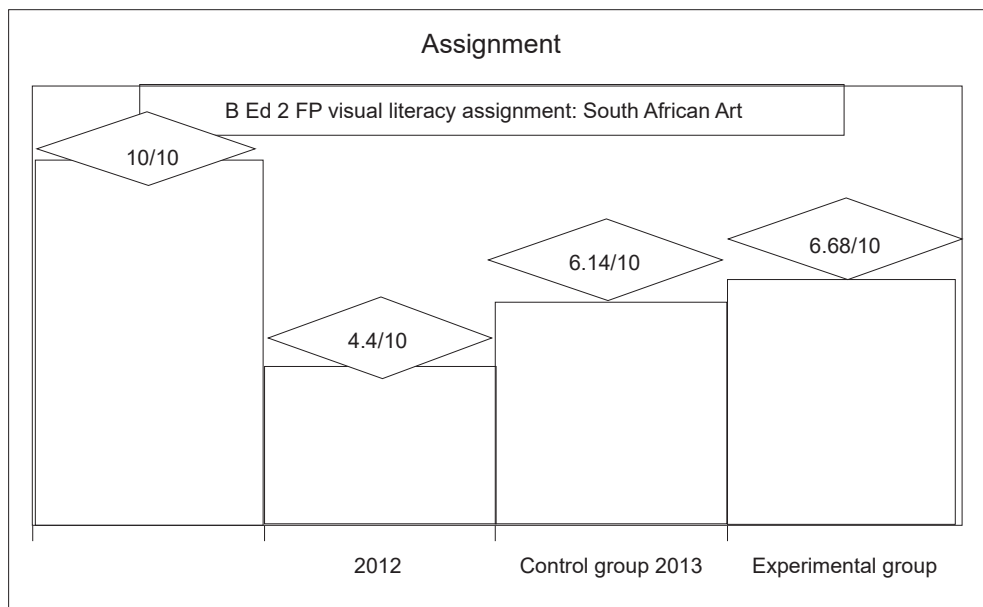 Assignment
B Ed 2 FP visual literacy assignment: South African Art
10/10
4.4/10
6.14/10
6.68/10
2012
Control group 2013
Experimental group